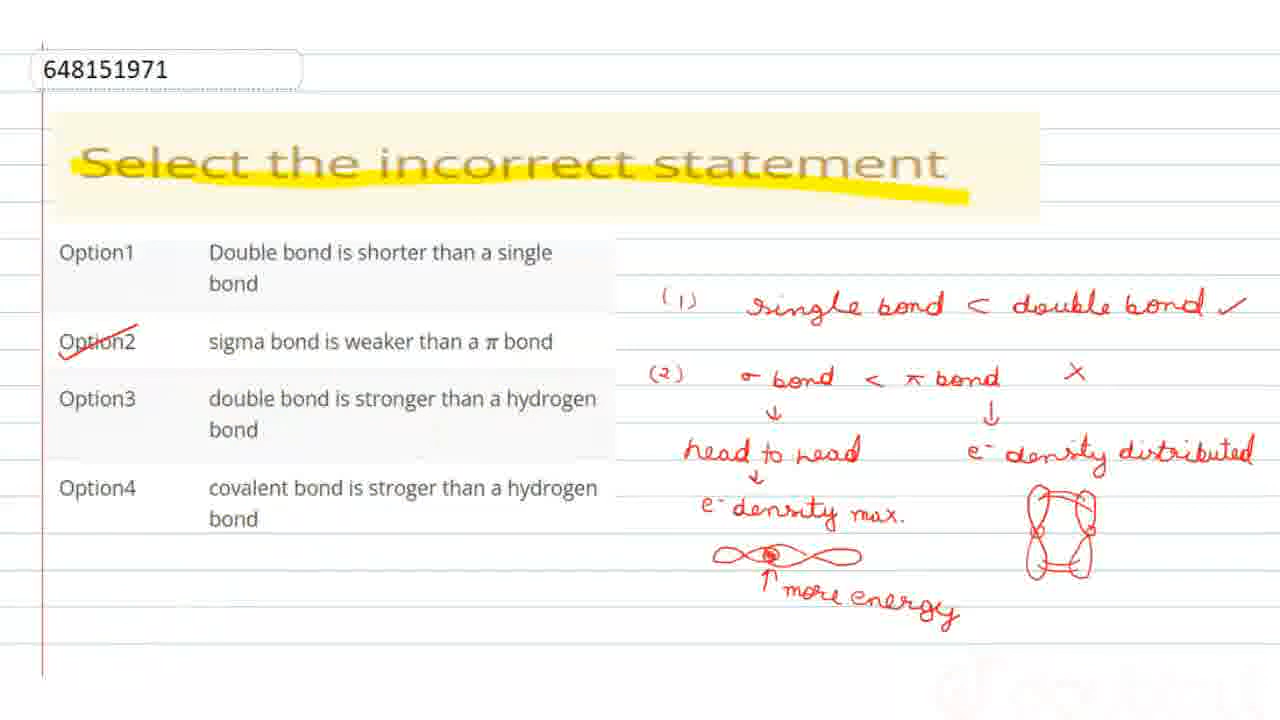 648151971
Select the incorrect statement
Option1 Double bond is shorter than a single
bond
Option2 sigma bond is weaker than a π bond
Option3 double bond is stronger than a hydrogen
bond
Option4 covalent bond is stroger than a hydrogen
bond
(1) single bond < double bond ✓
(2) σ bond < π bond ×
↓ ↓
head to head e⁻ density distributed
↓
e⁻ density max.
↑ more energy